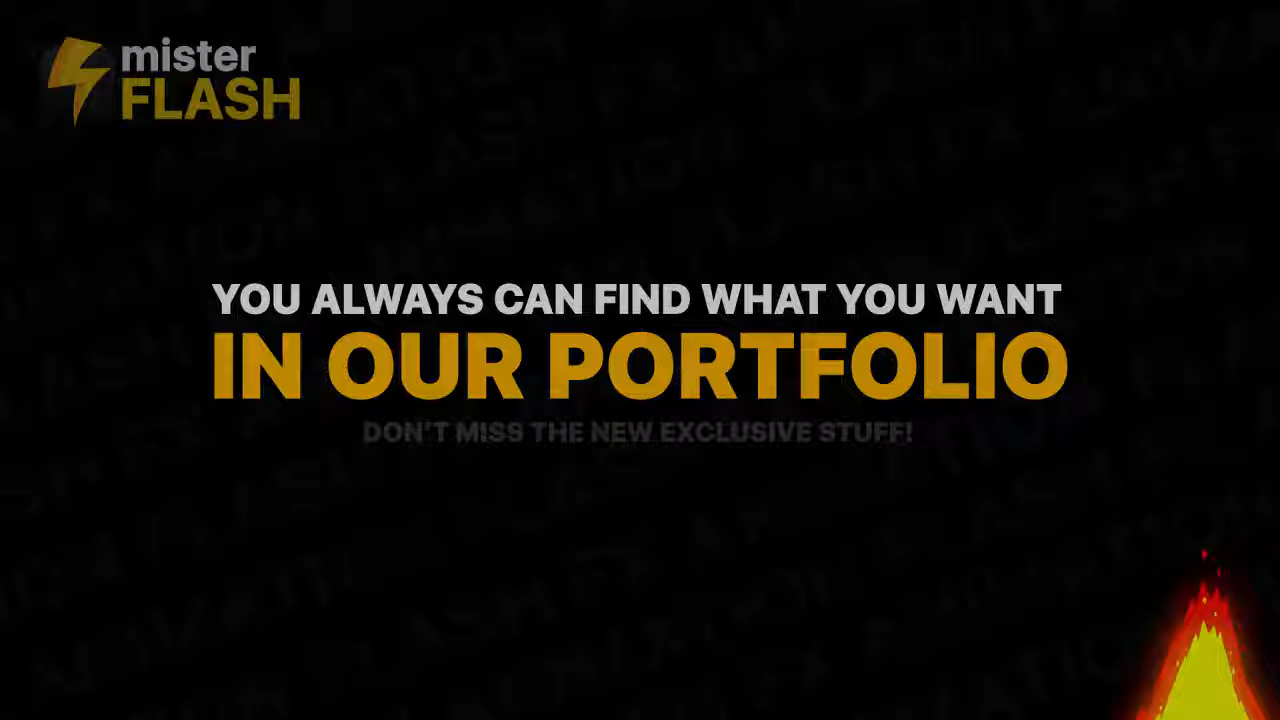 mister
FLASH
YOU ALWAYS CAN FIND WHAT YOU WANT
IN OUR PORTFOLIO
DON'T MISS THE NEW EXCLUSIVE STUFF!